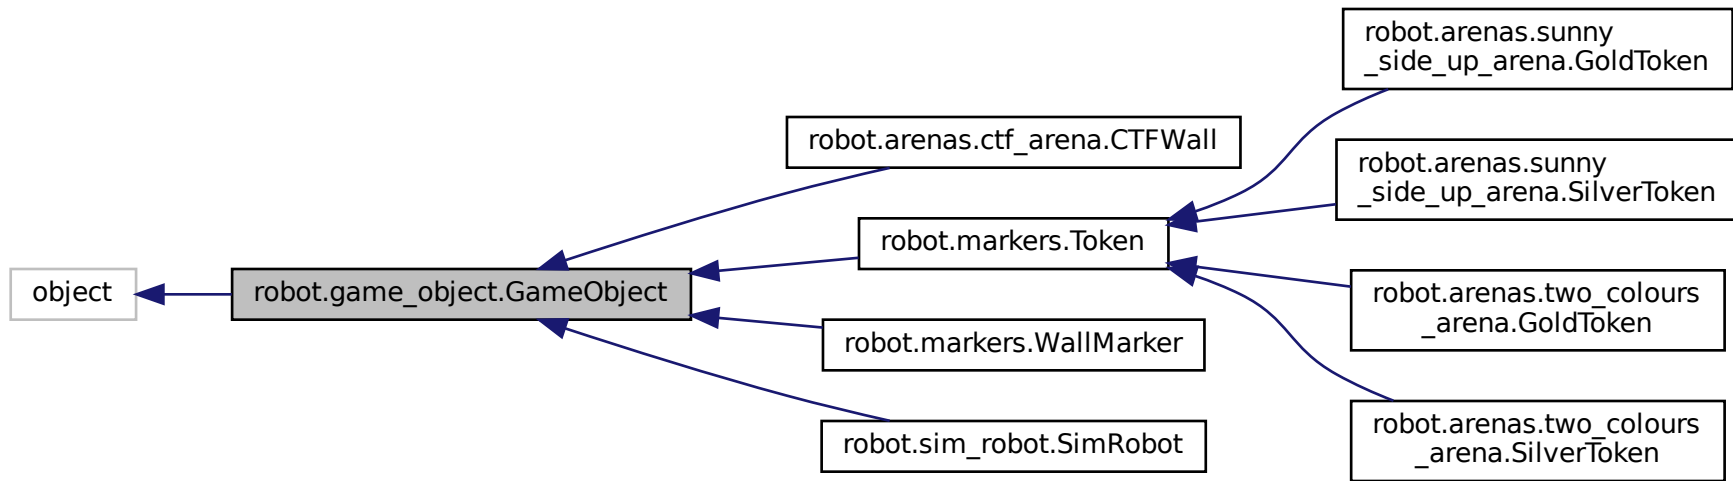 object
robot.game_object.GameObject
robot.arenas.ctf_arena.CTFWall
robot.markers.Token
robot.markers.WallMarker
robot.sim_robot.SimRobot
robot.arenas.sunny
_side_up_arena.GoldToken
robot.arenas.sunny
_side_up_arena.SilverToken
robot.arenas.two_colours
_arena.GoldToken
robot.arenas.two_colours
_arena.SilverToken